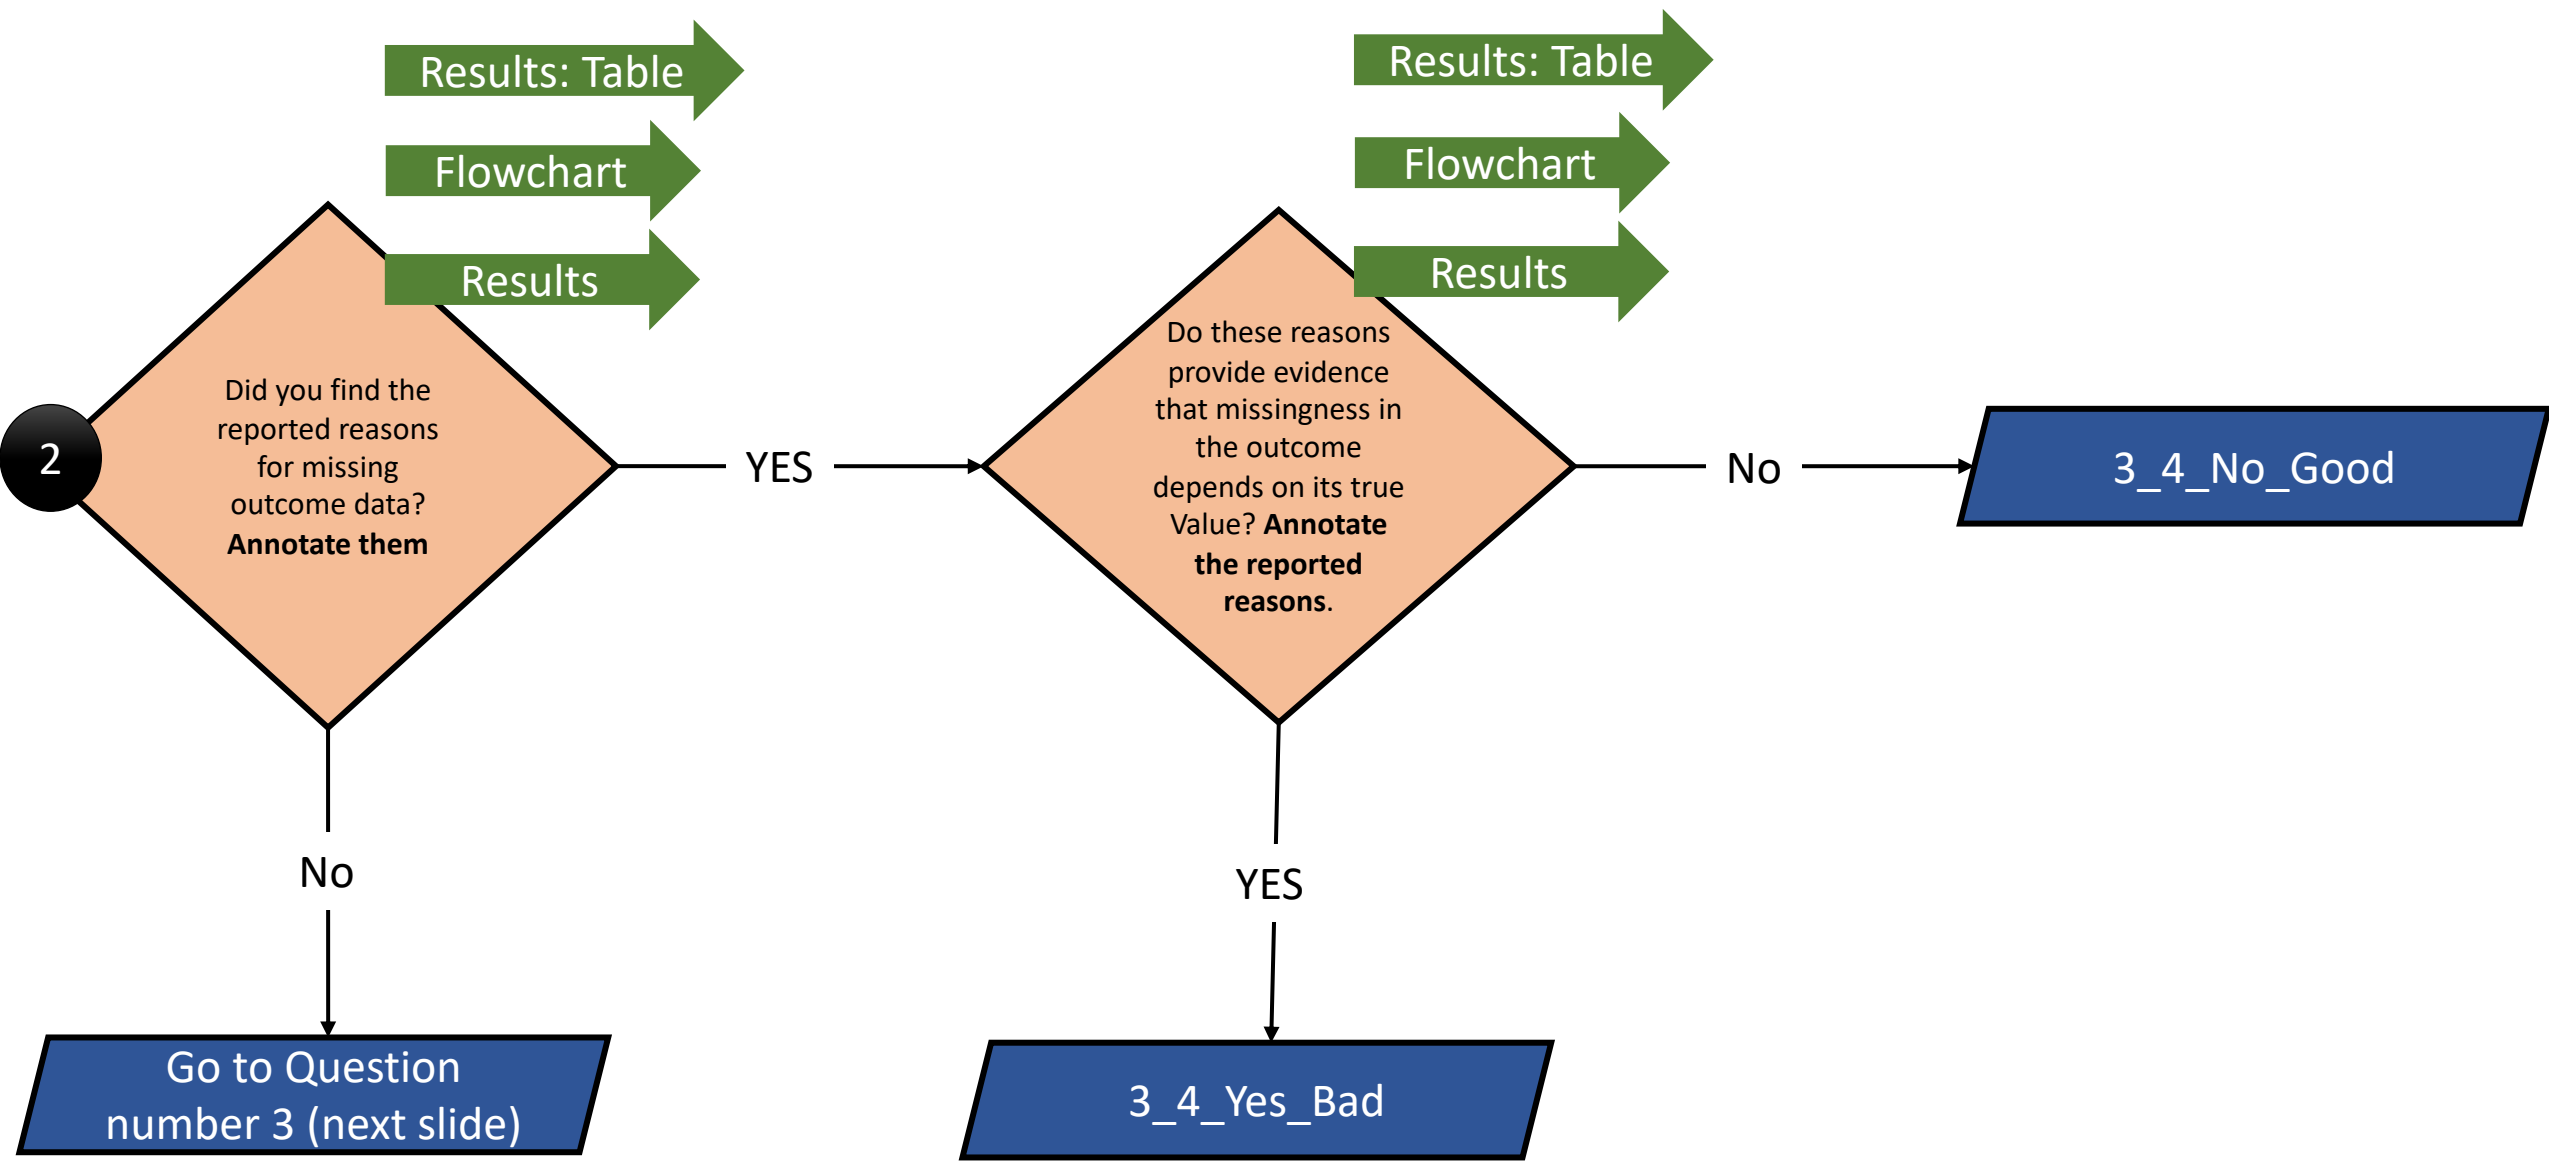 Results: Table
Flowchart
Results
2
Did you find the
reported reasons
for missing
outcome data?
Annotate them
YES
No
Go to Question
number 3 (next slide)
Results: Table
Flowchart
Results
Do these reasons
provide evidence
that missingness in
the outcome
depends on its true
Value? Annotate
the reported
reasons.
No
3_4_No_Good
YES
3_4_Yes_Bad